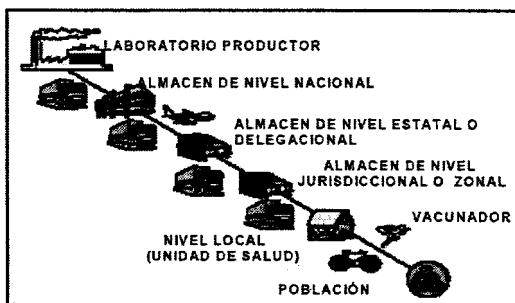 LABORATORIO PRODUCTOR
ALMACEN DE NIVEL NACIONAL
ALMACEN DE NIVEL ESTATAL O
DELEGACIONAL
ALMACEN DE NIVEL
JURISDICCIONAL O ZONAL
VACUNADOR
NIVEL LOCAL
(UNIDAD DE SALUD)
POBLACIÓN